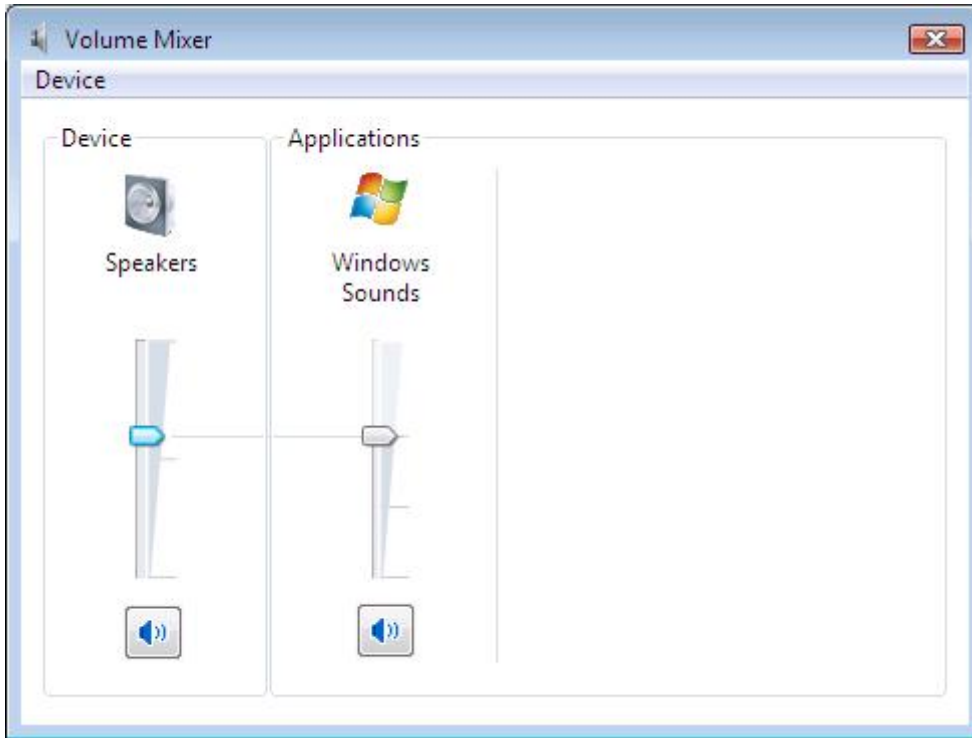 Volume Mixer
Device
Device
Applications
Speakers
Windows
Sounds